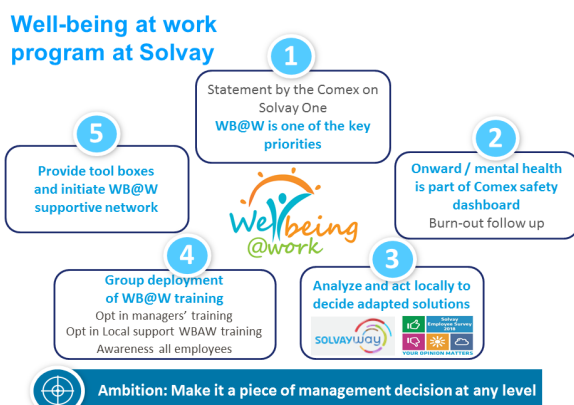 Well-being at work
program at Solvay
1
Statement by the Comex on
Solvay One
WB@W is one of the key
priorities
2
Onward / mental health
is part of Comex safety
dashboard
Burn-out follow up
3
Analyze and act locally to
decide adapted solutions
SOLVAYway
Solvay
Employee Survey
2016
YOUR OPINION MATTERS
4
Group deployment
of WB@W training
Opt in managers' training
Opt in Local support WBAW training
Awareness all employees
5
Provide tool boxes
and initiate WB@W
supportive network
Wellbeing
@work
Ambition: Make it a piece of management decision at any level